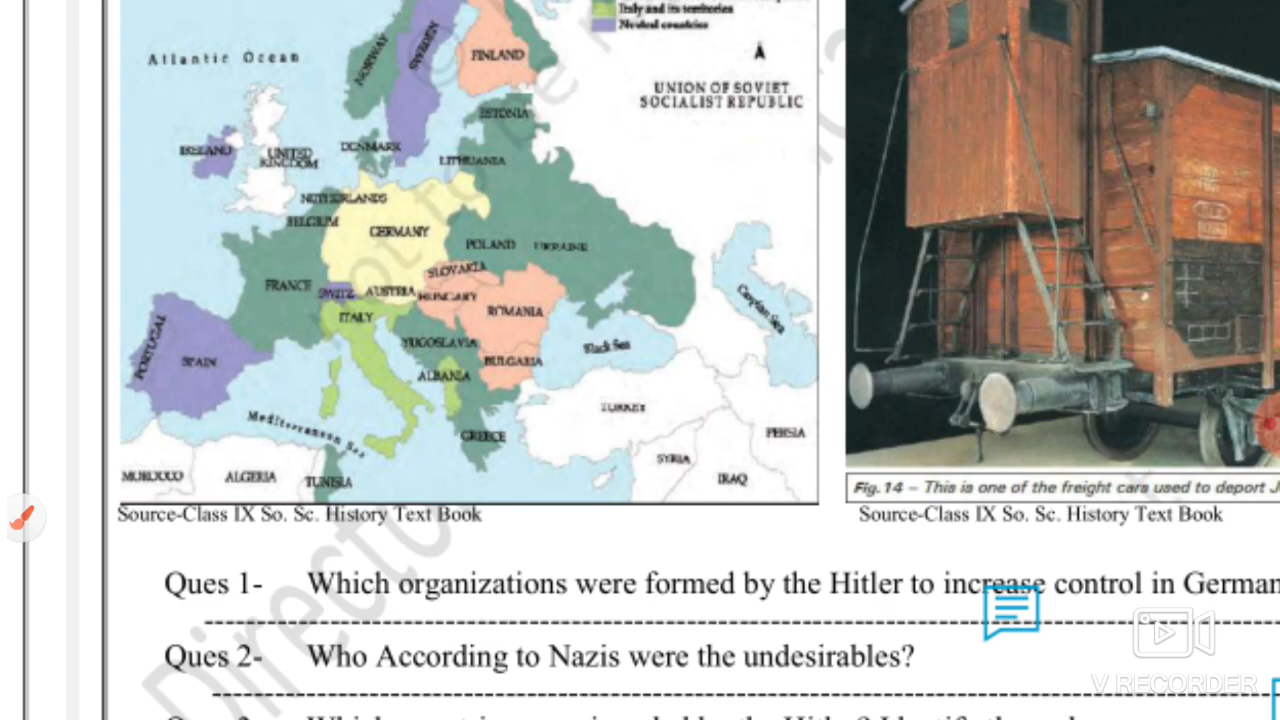 Italy and its territories
Neutral countries
Atlantic Ocean
NORWAY
SWEDEN
FINLAND
UNION OF SOVIET
SOCIALIST REPUBLIC
ESTONIA
IRELAND
UNITED
KINGDOM
DENMARK
LITHUANIA
NETHERLANDS
BELGIUM
GERMANY
POLAND
UKRAINE
SLOVARIA
FRANCE
SWITZ
AUSTRIA
HUNGARY
ITALY
ROMANIA
Caspian Sea
PORTUGAL
SPAIN
YUGOSLAVIA
Black Sea
BULGARIA
ALBANIA
Mediterranean Sea
TURKEY
GREECE
PERSIA
SYRIA
MOROCCO
ALGERIA
TUNISIA
IRAQ
Fig. 14 – This is one of the freight cars used to deport J
Source-Class IX So. Sc. History Text Book
Source-Class IX So. Sc. History Text Book
Ques 1- Which organizations were formed by the Hitler to increase control in German
Ques 2- Who According to Nazis were the undesirables?
V RECORDER